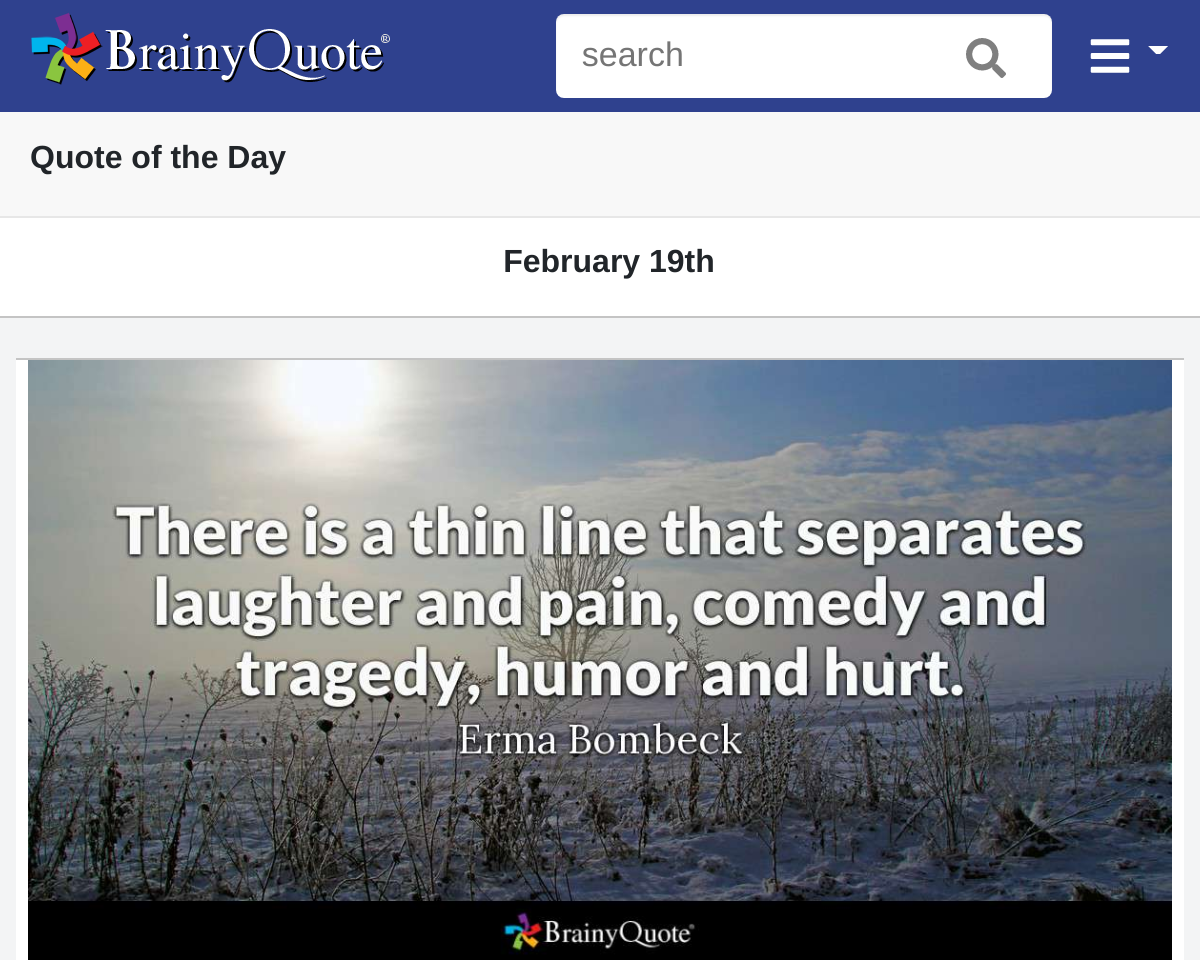 BrainyQuote®
search
Quote of the Day
February 19th
There is a thin line that separates
laughter and pain, comedy and
tragedy, humor and hurt.
Erma Bombeck
BrainyQuote®